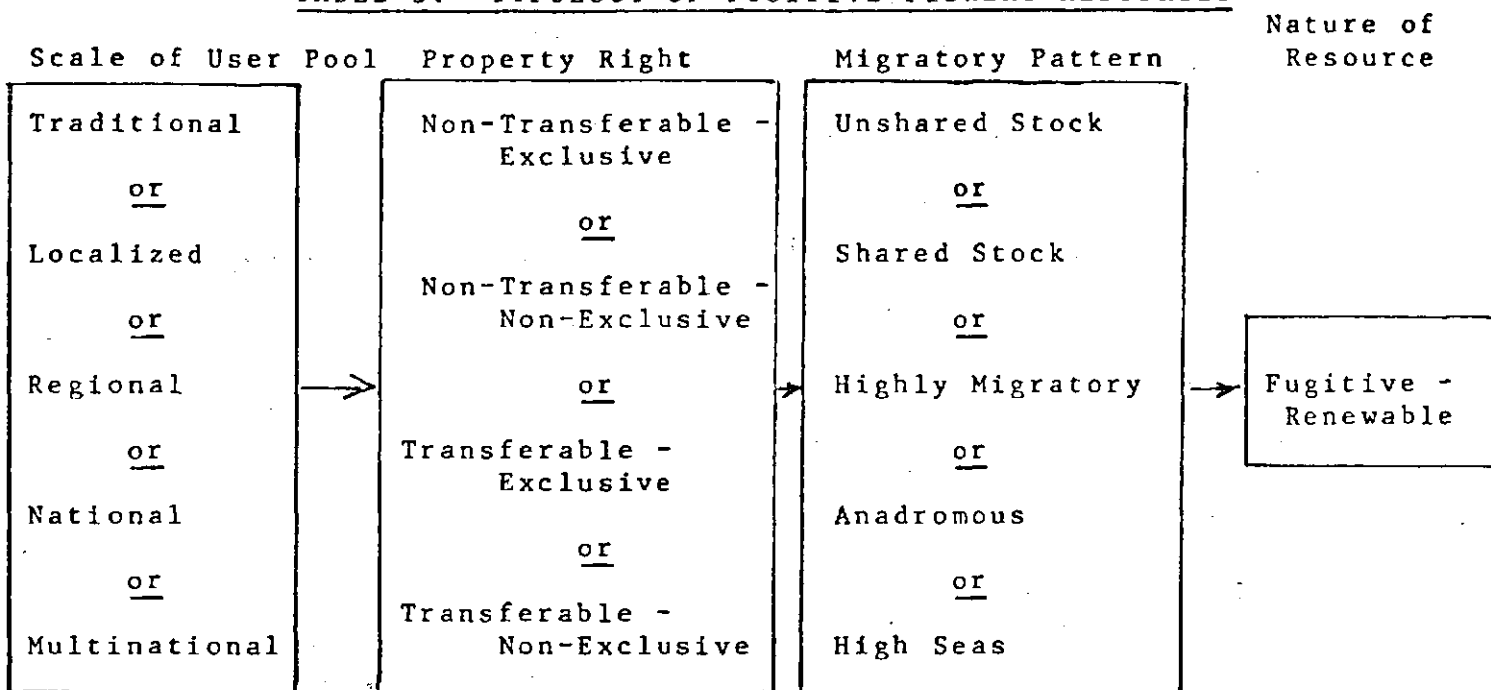 Scale of User Pool
Traditional
or
Localized
or
Regional
or
National
or
Multinational
Property Right
Non-Transferable -
Exclusive
or
Non-Transferable -
Non-Exclusive
or
Transferable -
Exclusive
or
Transferable -
Non-Exclusive
Migratory Pattern
Unshared Stock
or
Shared Stock
or
Highly Migratory
or
Anadromous
or
High Seas
Nature of
Resource
Fugitive -
Renewable